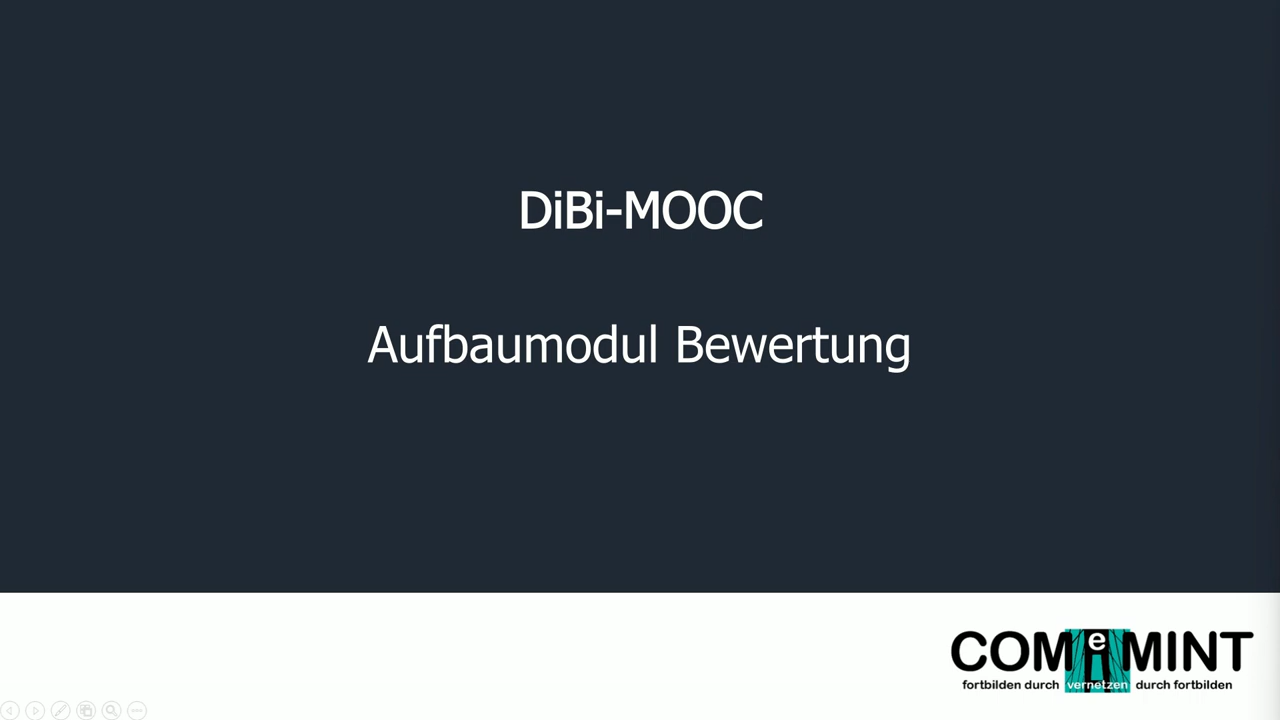 DiBi-MOOC
Aufbaumodul Bewertung
COMeMINT
fortbilden durch vernetzen durch fortbilden